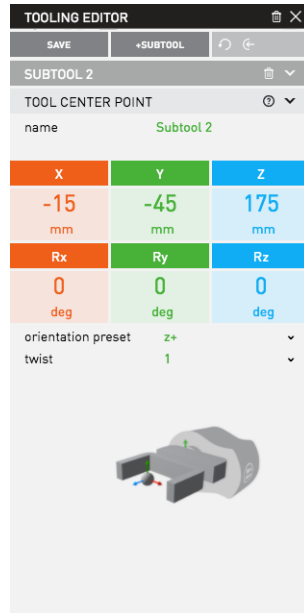 TOOLING EDITOR
SAVE +SUBTOOL
SUBTOOL 2
TOOL CENTER POINT
name Subtool 2
X Y Z
-15 -45 175
mm mm mm
Rx Ry Rz
0 0 0
deg deg deg
orientation preset z+
twist 1